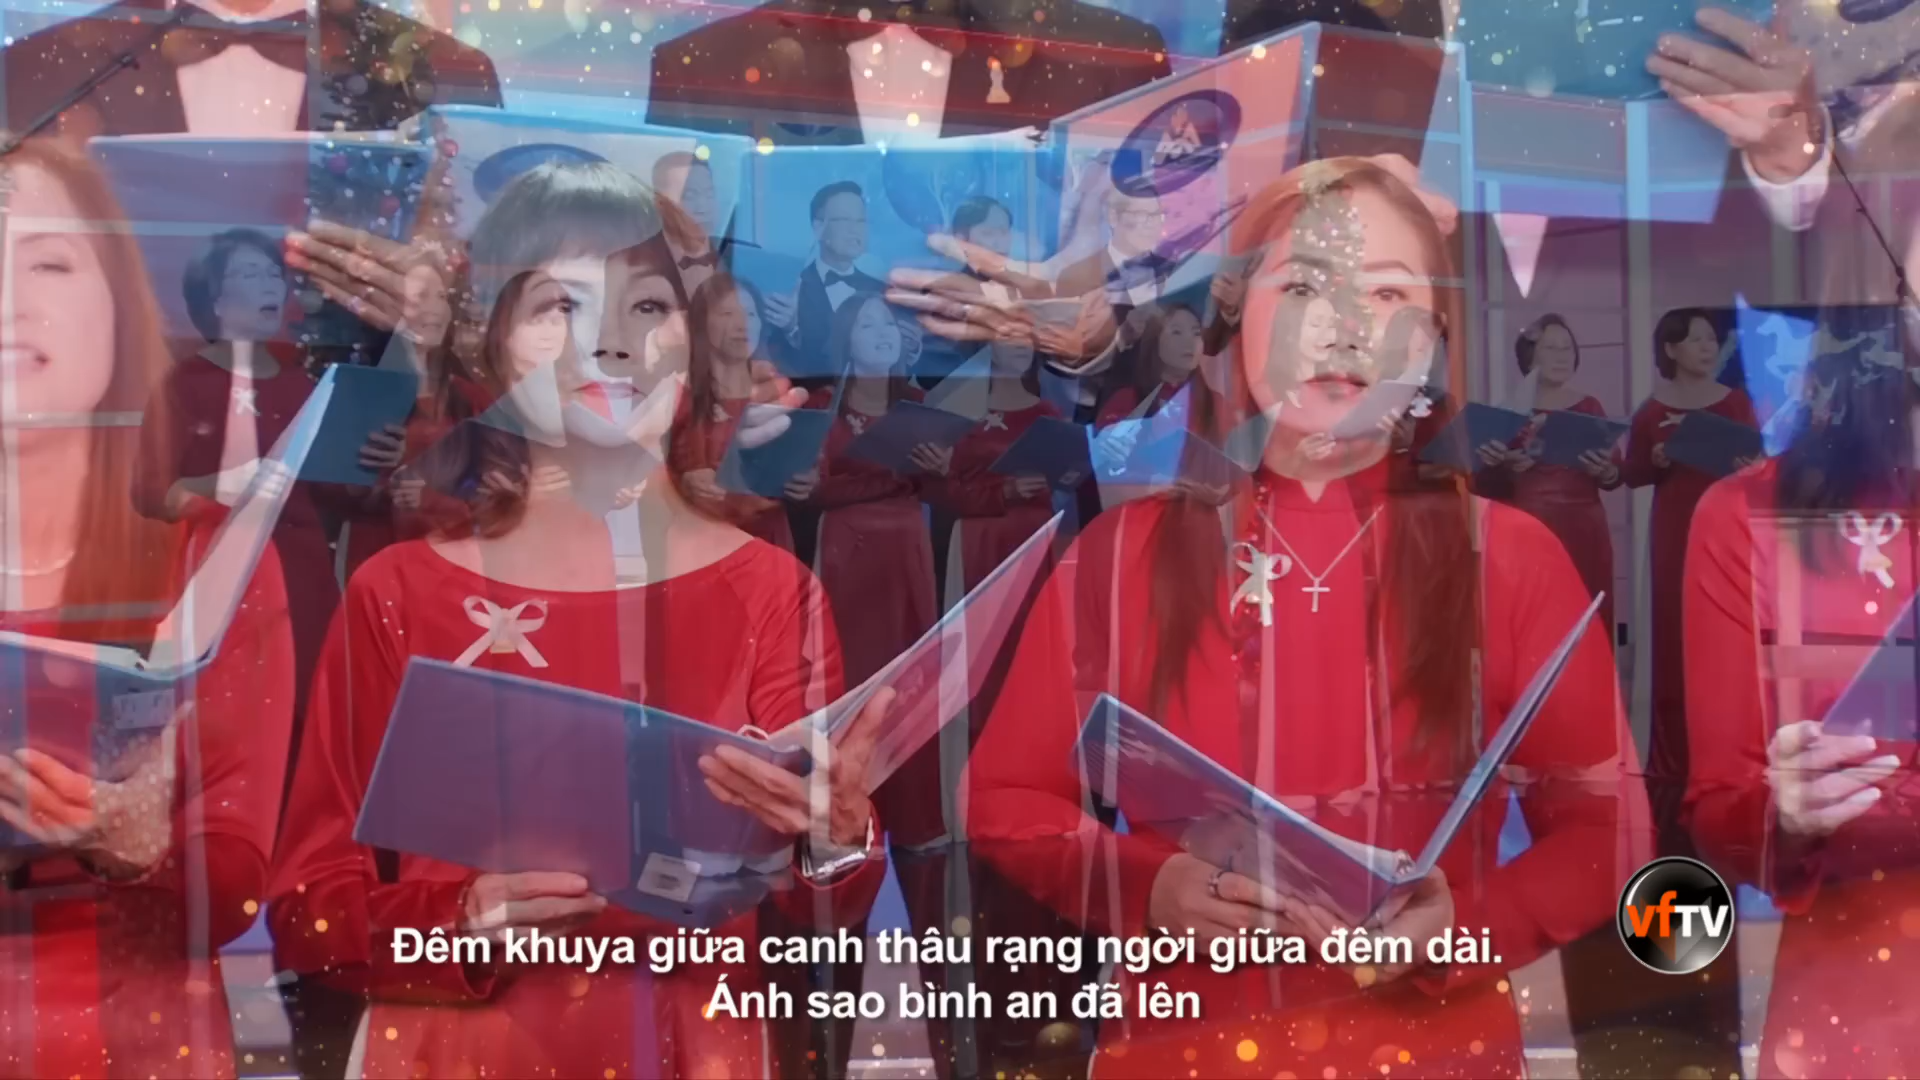 Đêm khuya giữa canh thâu rạng ngời giữa đêm dài.
Ánh sao bình an đã lên
vfTV